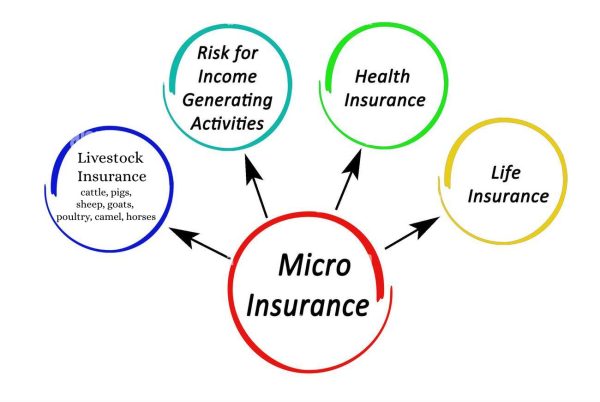 Risk for
Income
Generating
Activities
Health
Insurance
Livestock
Insurance
cattle, pigs,
sheep, goats,
poultry, camel, horses
Life
Insurance
Micro
Insurance